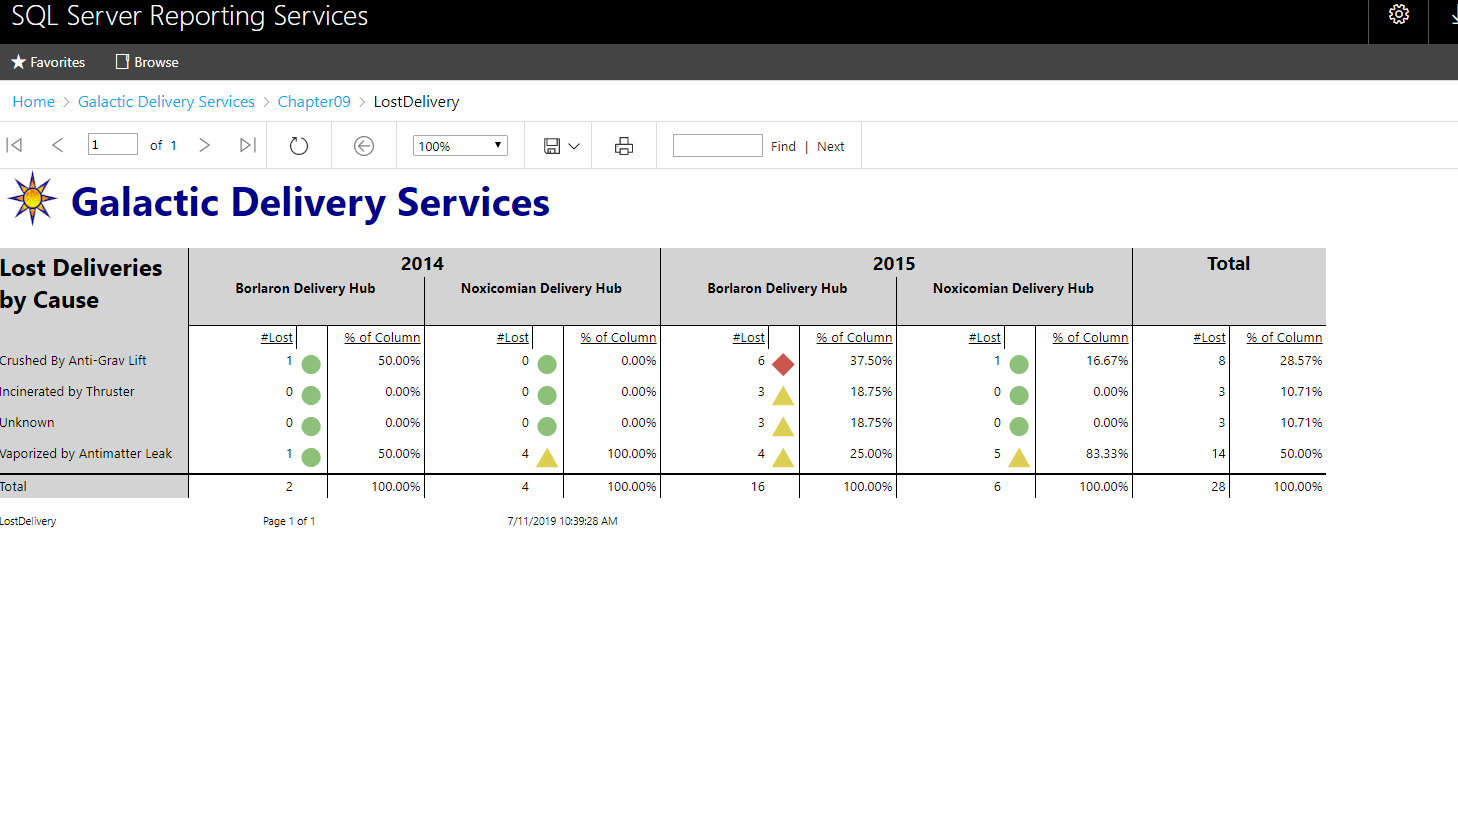 SQL Server Reporting Services
Favorites Browse
Home > Galactic Delivery Services > Chapter09 > LostDelivery
1 of 1 100% Find | Next
Galactic Delivery Services
Lost Deliveries by Cause
2014 2015 Total
Borlaron Delivery Hub Noxicomian Delivery Hub Borlaron Delivery Hub Noxicomian Delivery Hub
#Lost % of Column #Lost % of Column #Lost % of Column #Lost % of Column #Lost % of Column
Crushed By Anti-Grav Lift 1 50.00% 0 0.00% 6 37.50% 1 16.67% 8 28.57%
Incinerated by Thruster 0 0.00% 0 0.00% 3 18.75% 0 0.00% 3 10.71%
Unknown 0 0.00% 0 0.00% 3 18.75% 0 0.00% 3 10.71%
Vaporized by Antimatter Leak 1 50.00% 4 100.00% 4 25.00% 5 83.33% 14 50.00%
Total 2 100.00% 4 100.00% 16 100.00% 6 100.00% 28 100.00%
LostDelivery Page 1 of 1 7/11/2019 10:39:28 AM